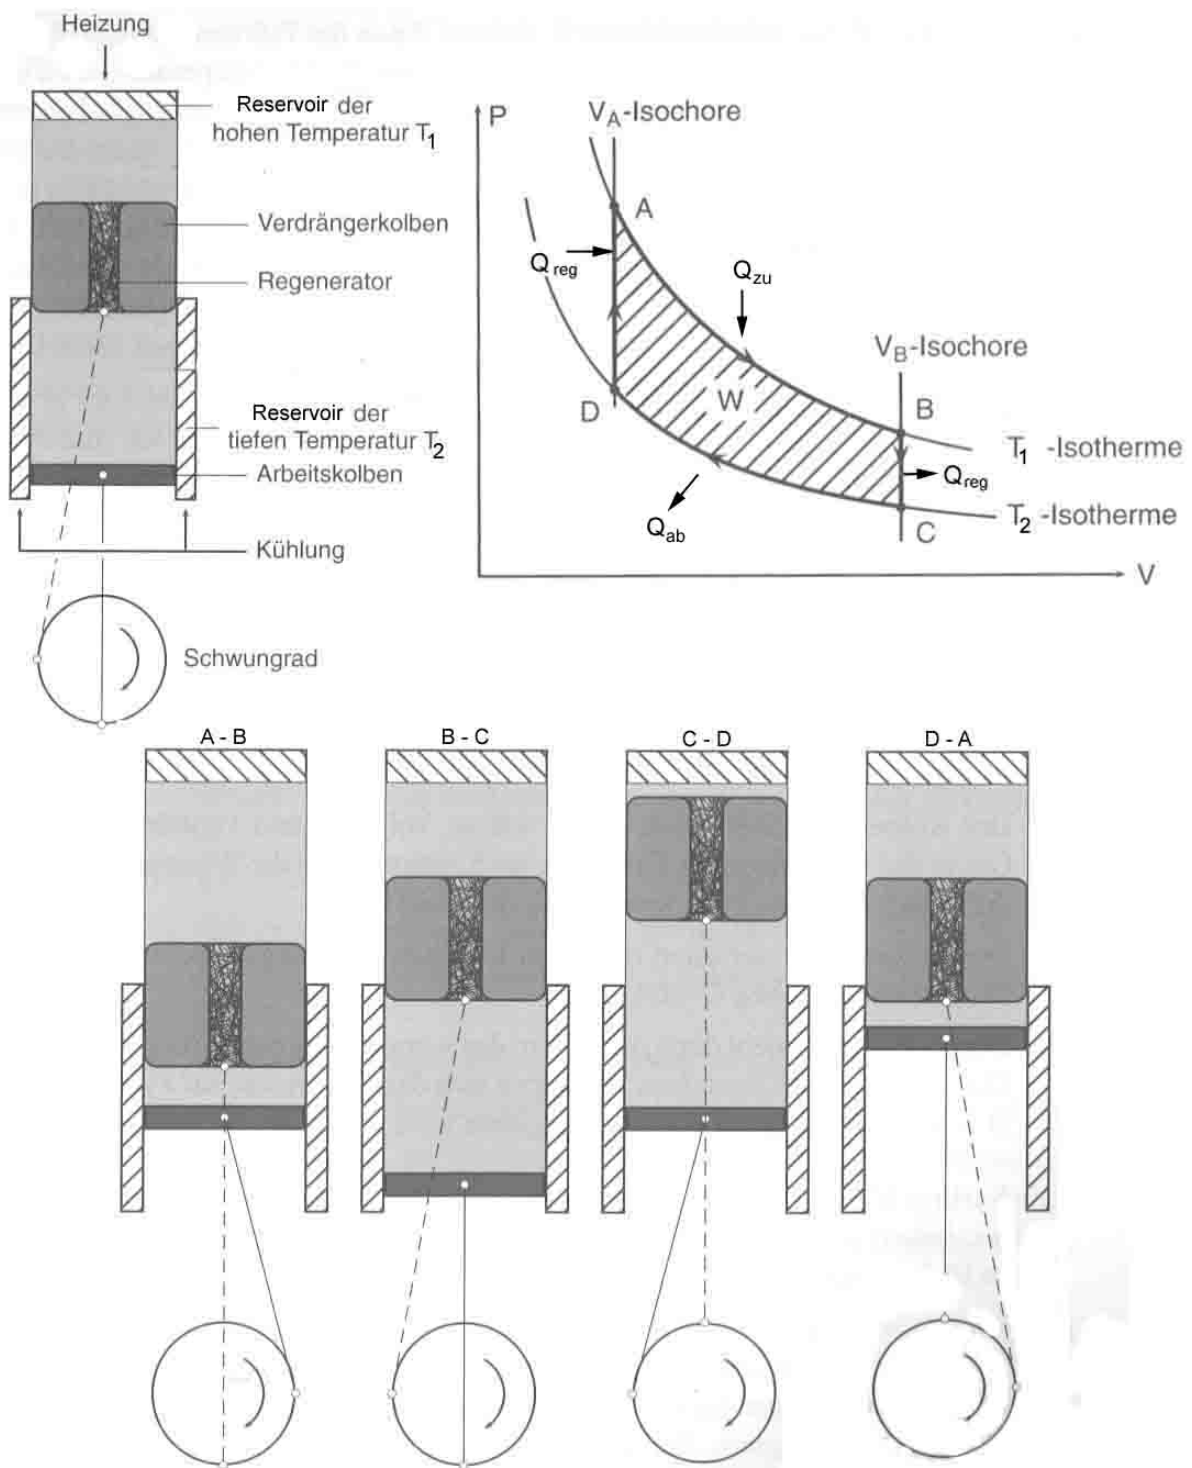 Heizung
Reservoir der
hohen Temperatur T1
Verdrängerkolben
Regenerator
Reservoir der
tiefen Temperatur T2
Arbeitskolben
Kühlung
Schwungrad
P
VA-Isochore
A
Qreg
Qzu
VB-Isochore
W
D
B
T1 -Isotherme
Qreg
Qab
C
T2 -Isotherme
V
A - B
B - C
C - D
D - A